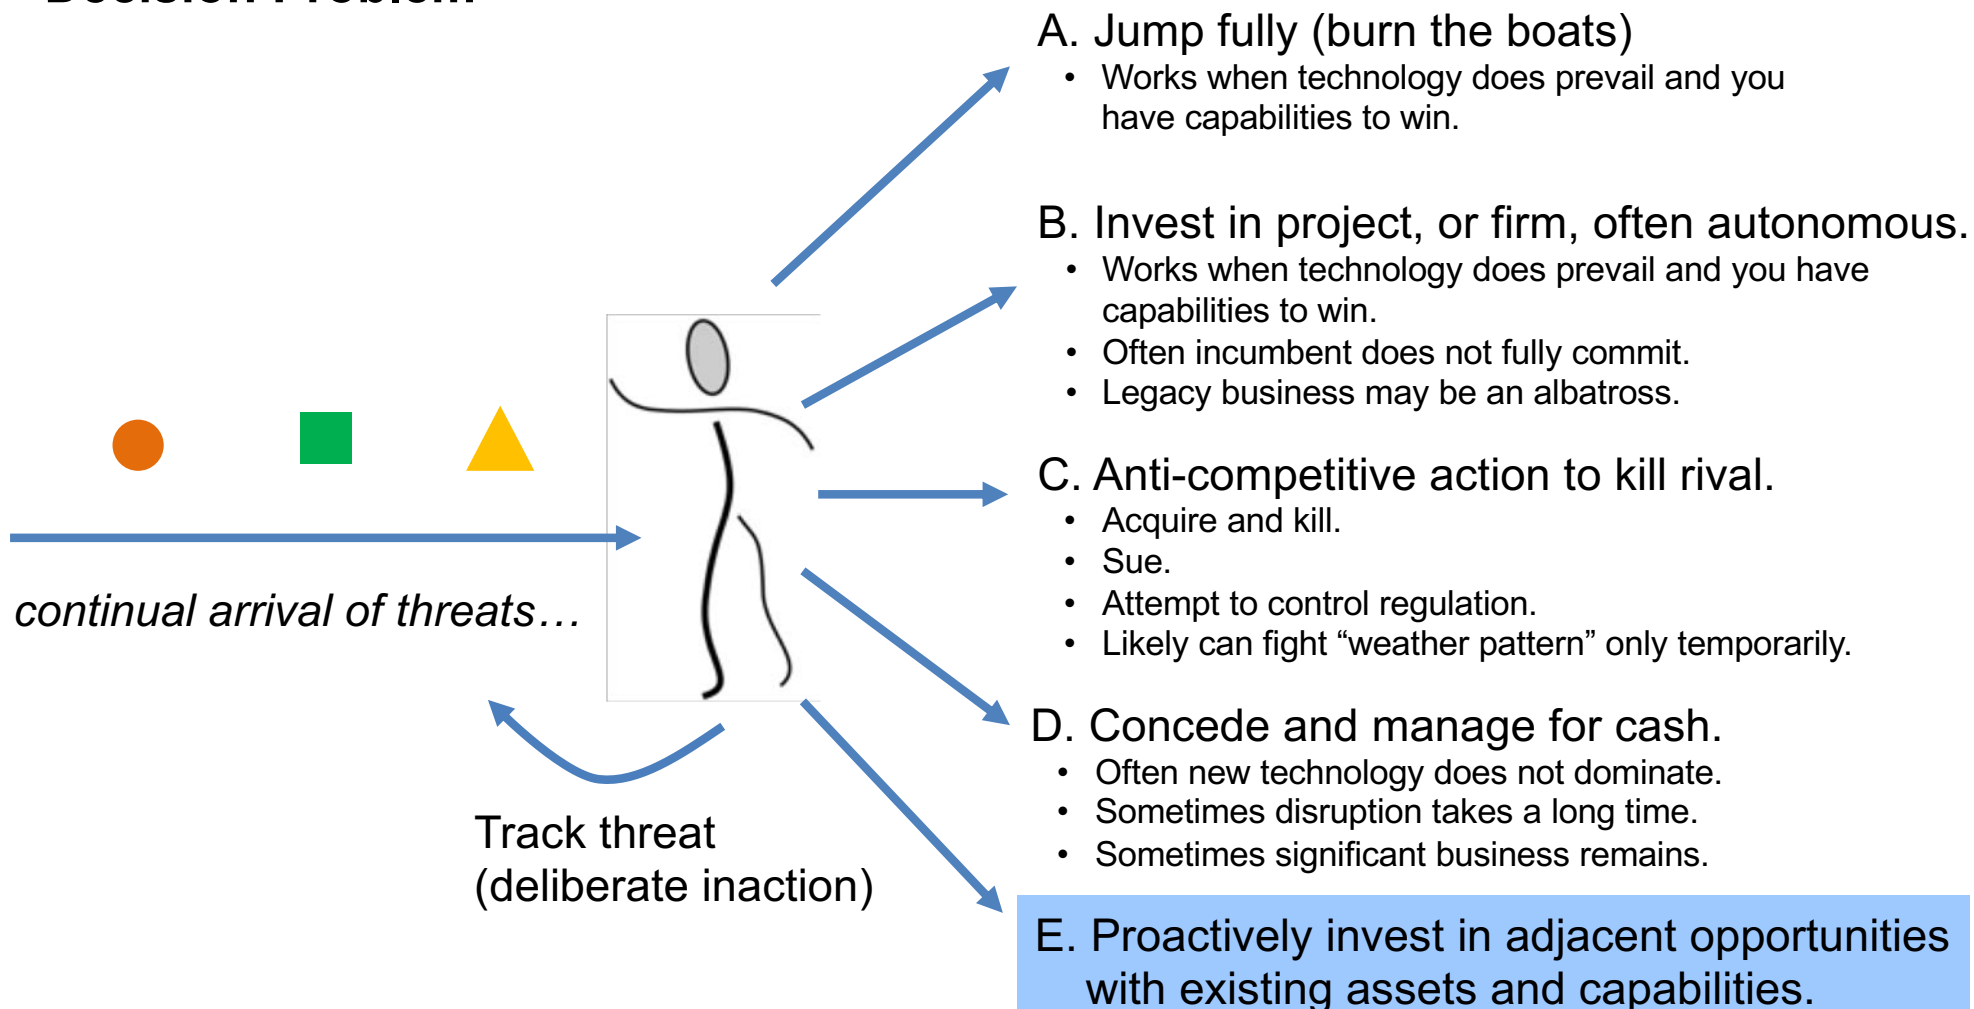 A. Jump fully (burn the boats)
• Works when technology does prevail and you
have capabilities to win.
B. Invest in project, or firm, often autonomous.
• Works when technology does prevail and you have
capabilities to win.
• Often incumbent does not fully commit.
• Legacy business may be an albatross.
C. Anti-competitive action to kill rival.
• Acquire and kill.
• Sue.
• Attempt to control regulation.
• Likely can fight “weather pattern” only temporarily.
continual arrival of threats…
D. Concede and manage for cash.
• Often new technology does not dominate.
• Sometimes disruption takes a long time.
• Sometimes significant business remains.
Track threat
(deliberate inaction)
E. Proactively invest in adjacent opportunities
with existing assets and capabilities.